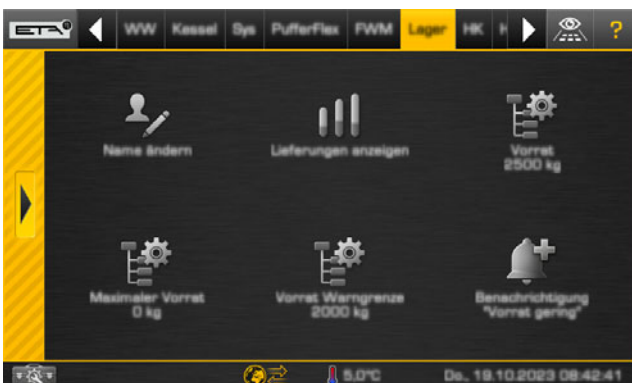 ETA
WW Kessel Sys PufferFlex FWM Lager HK
?
Name ändern
Lieferungen anzeigen
Vorrat
2500 kg
Maximaler Vorrat
0 kg
Vorrat Warngrenze
2000 kg
Benachrichtigung
"Vorrat gering"
5,0°C
Do., 19.10.2023 08:42:41